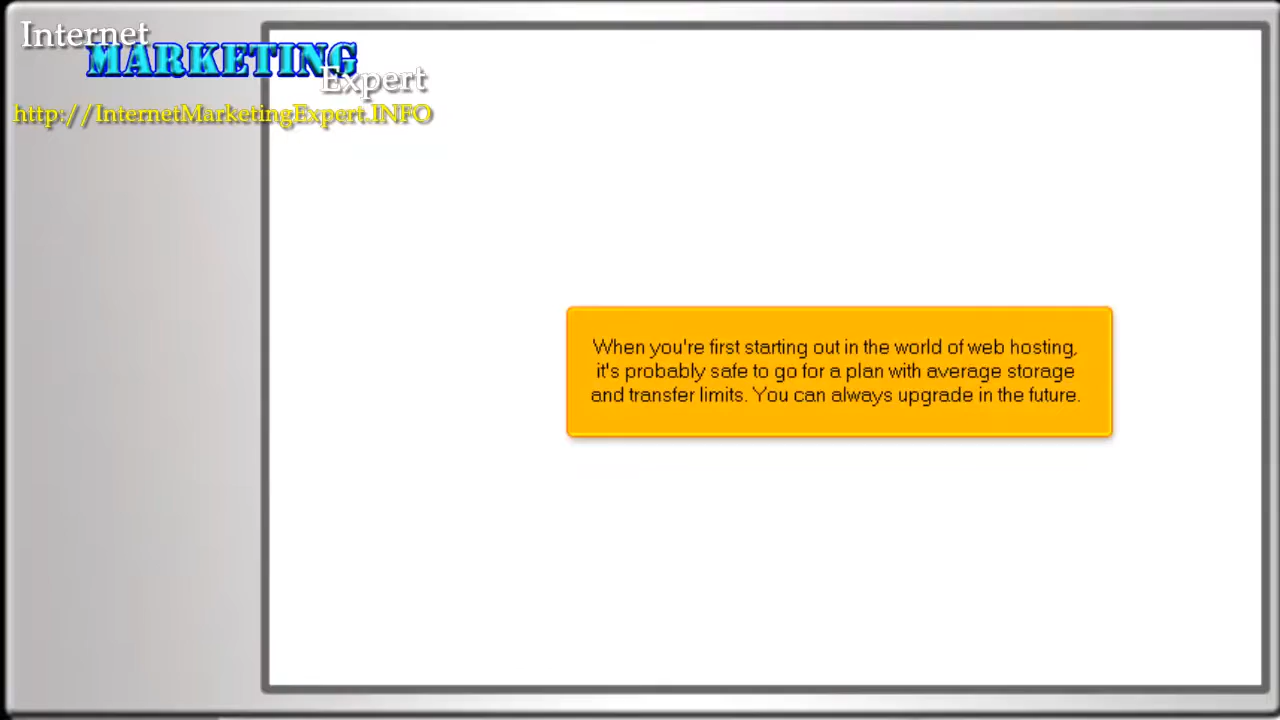 Internet
MARKETING
Expert
http://InternetMarketingExpert.INFO
When you're first starting out in the world of web hosting,
it's probably safe to go for a plan with average storage
and transfer limits. You can always upgrade in the future.